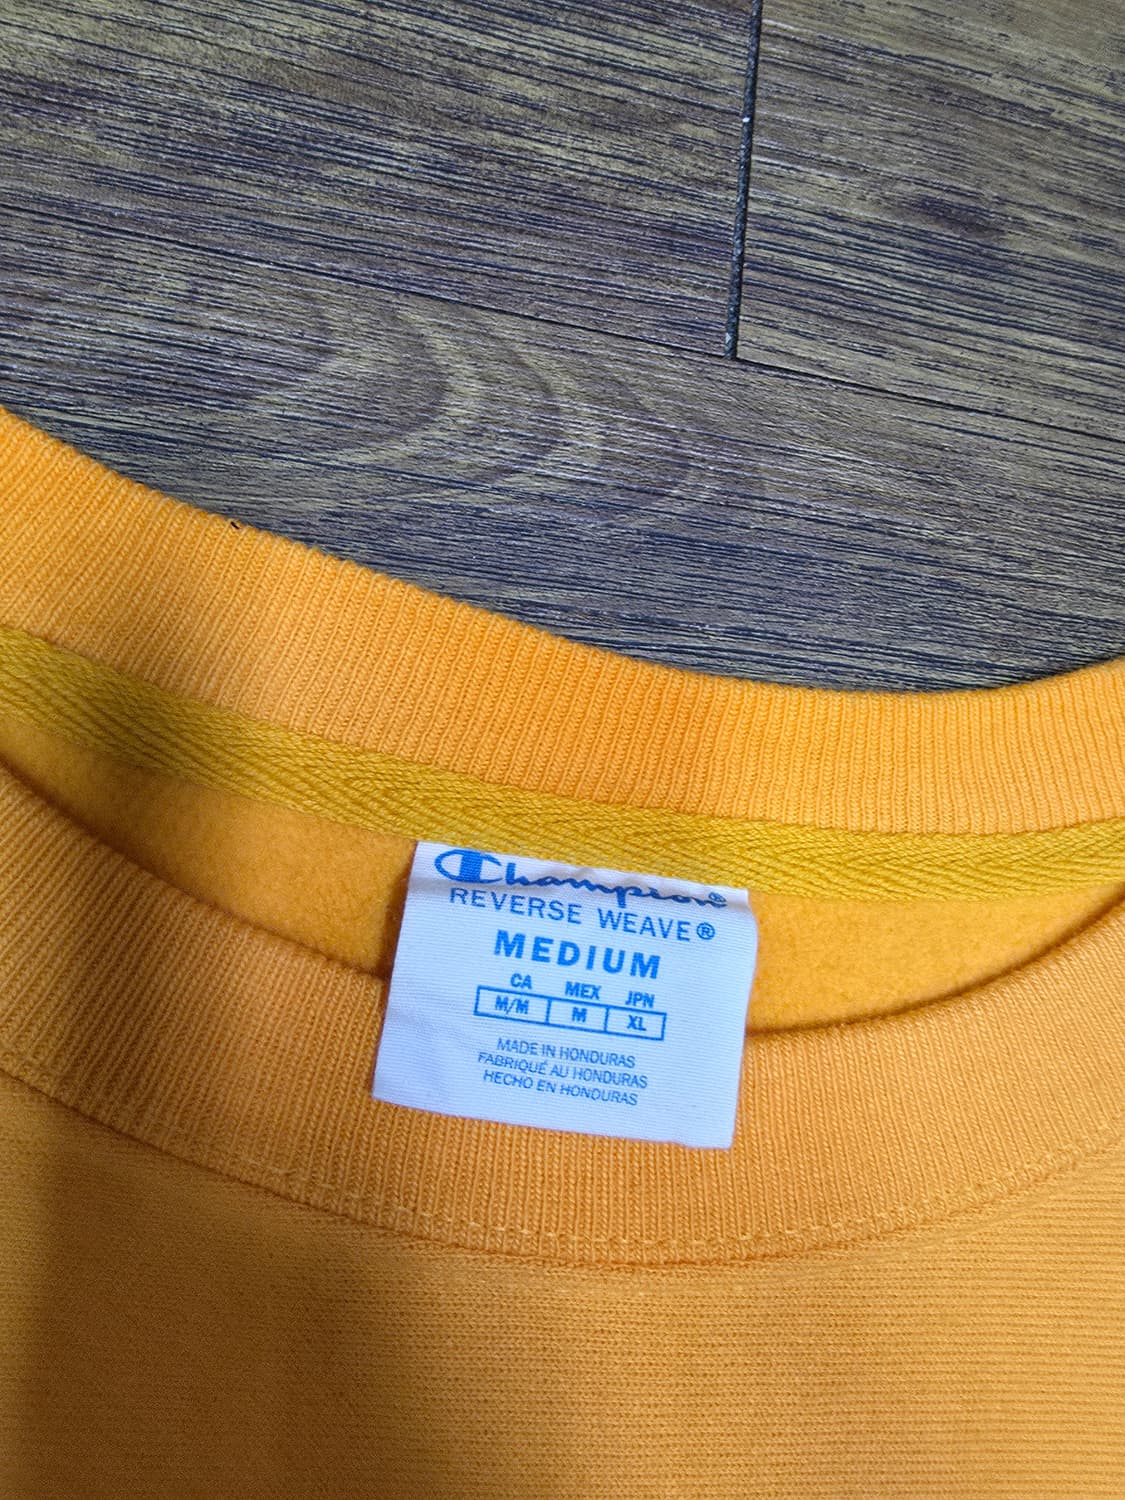 Champion®
REVERSE WEAVE®
MEDIUM
CA MEX JPN
M/M M XL
MADE IN HONDURAS
FABRIQUÉ AU HONDURAS
HECHO EN HONDURAS